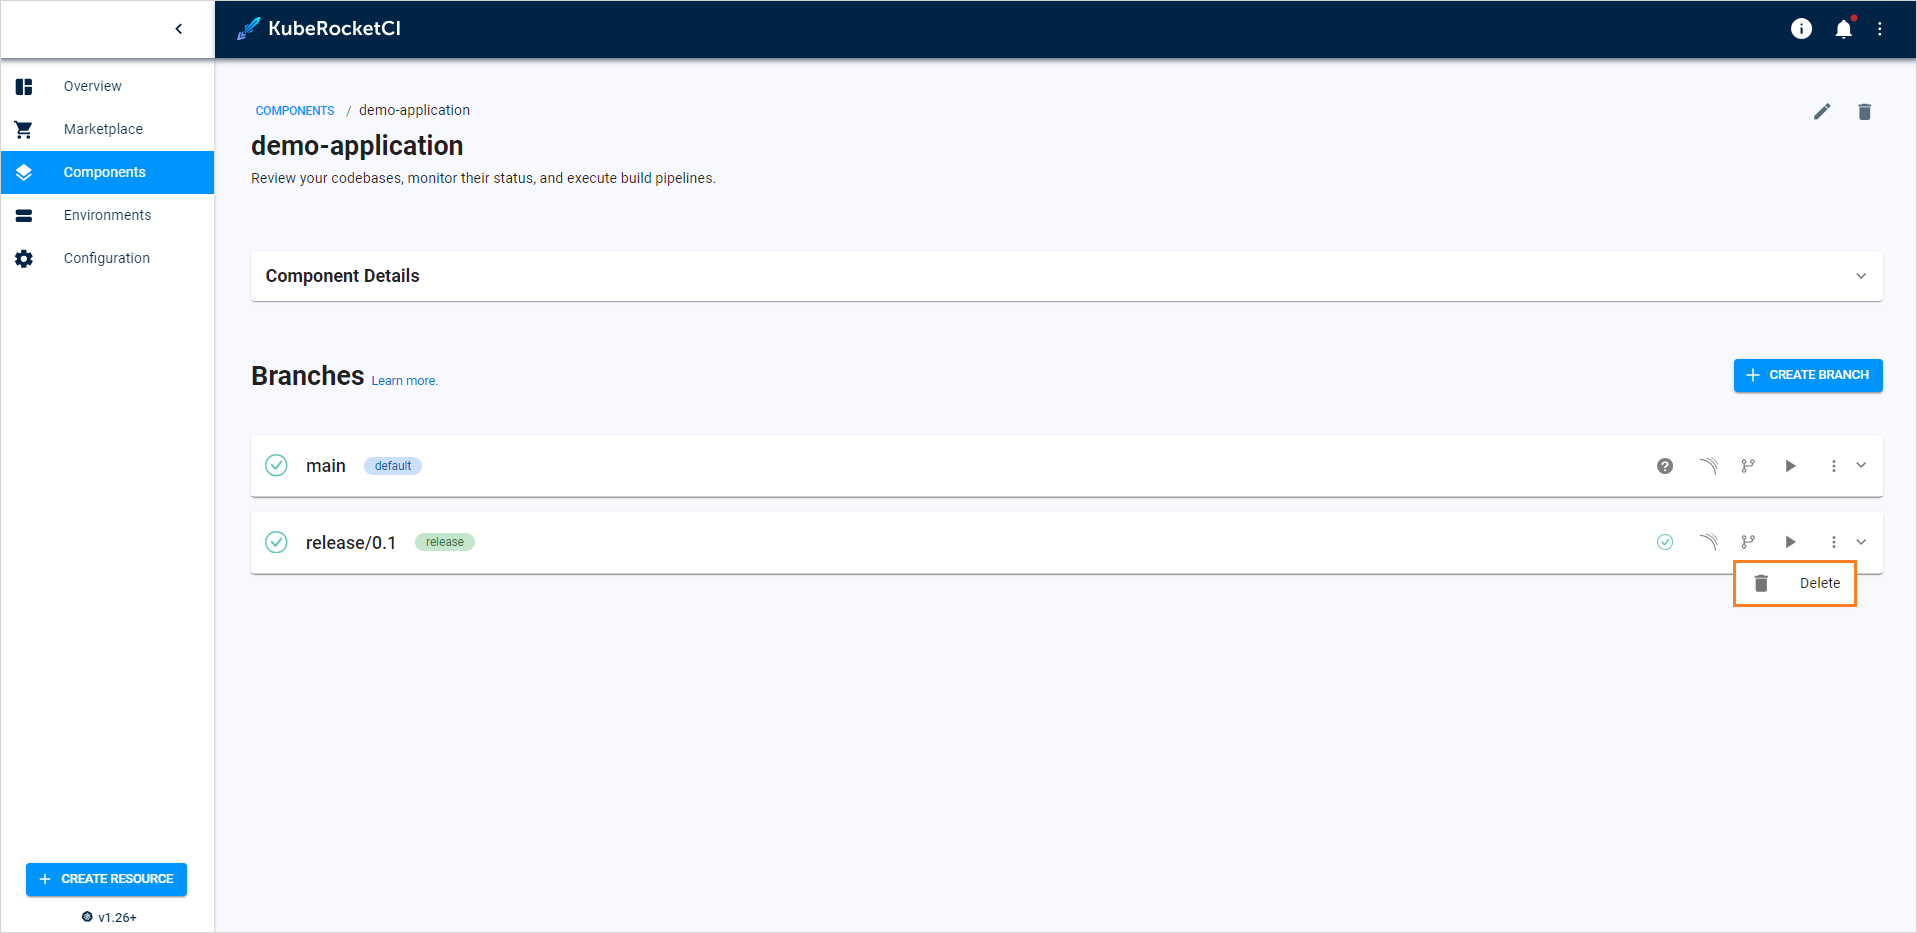 KubeRocketCI
Overview
Marketplace
Components
Environments
Configuration
COMPONENTS / demo-application
demo-application
Review your codebases, monitor their status, and execute build pipelines.
Component Details
Branches Learn more.
CREATE BRANCH
main default
release/0.1 release
Delete
CREATE RESOURCE
v1.26+